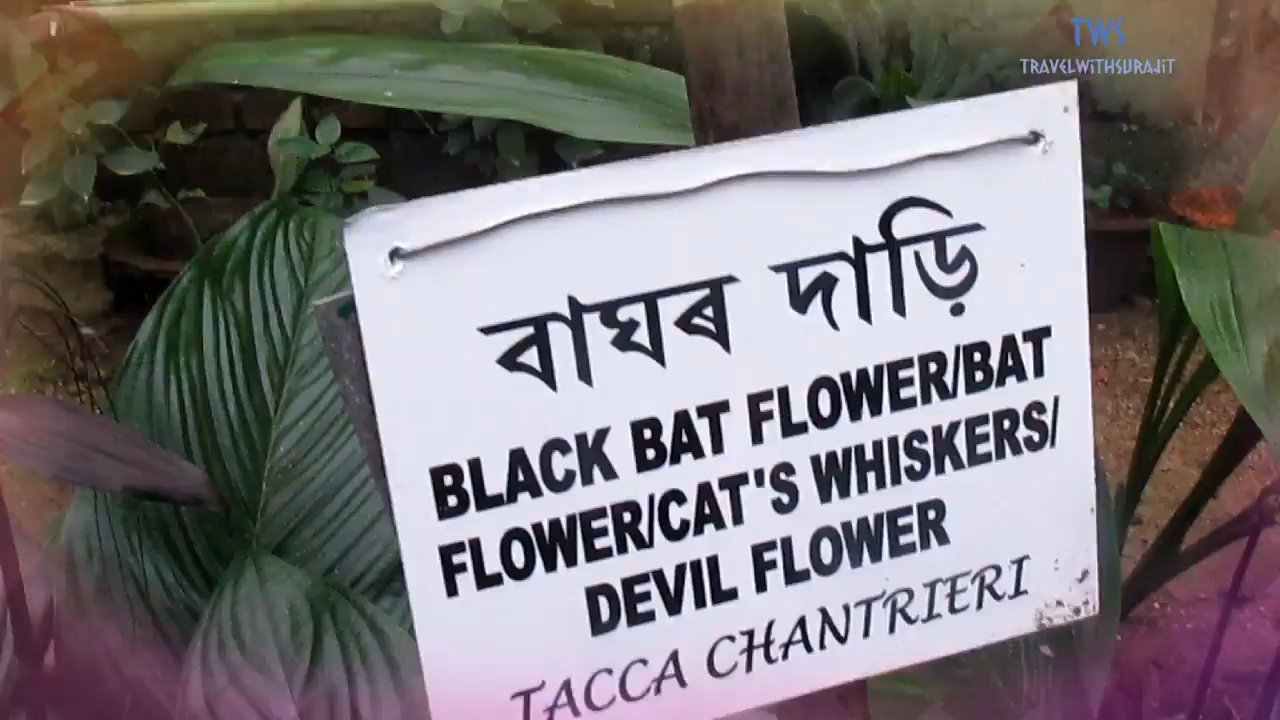 TWS
TRAVELWITHSURAJIT
বাঘৰ দাড়ি
BLACK BAT FLOWER/BAT
FLOWER/CAT'S WHISKERS/
DEVIL FLOWER
TACCA CHANTRIERI